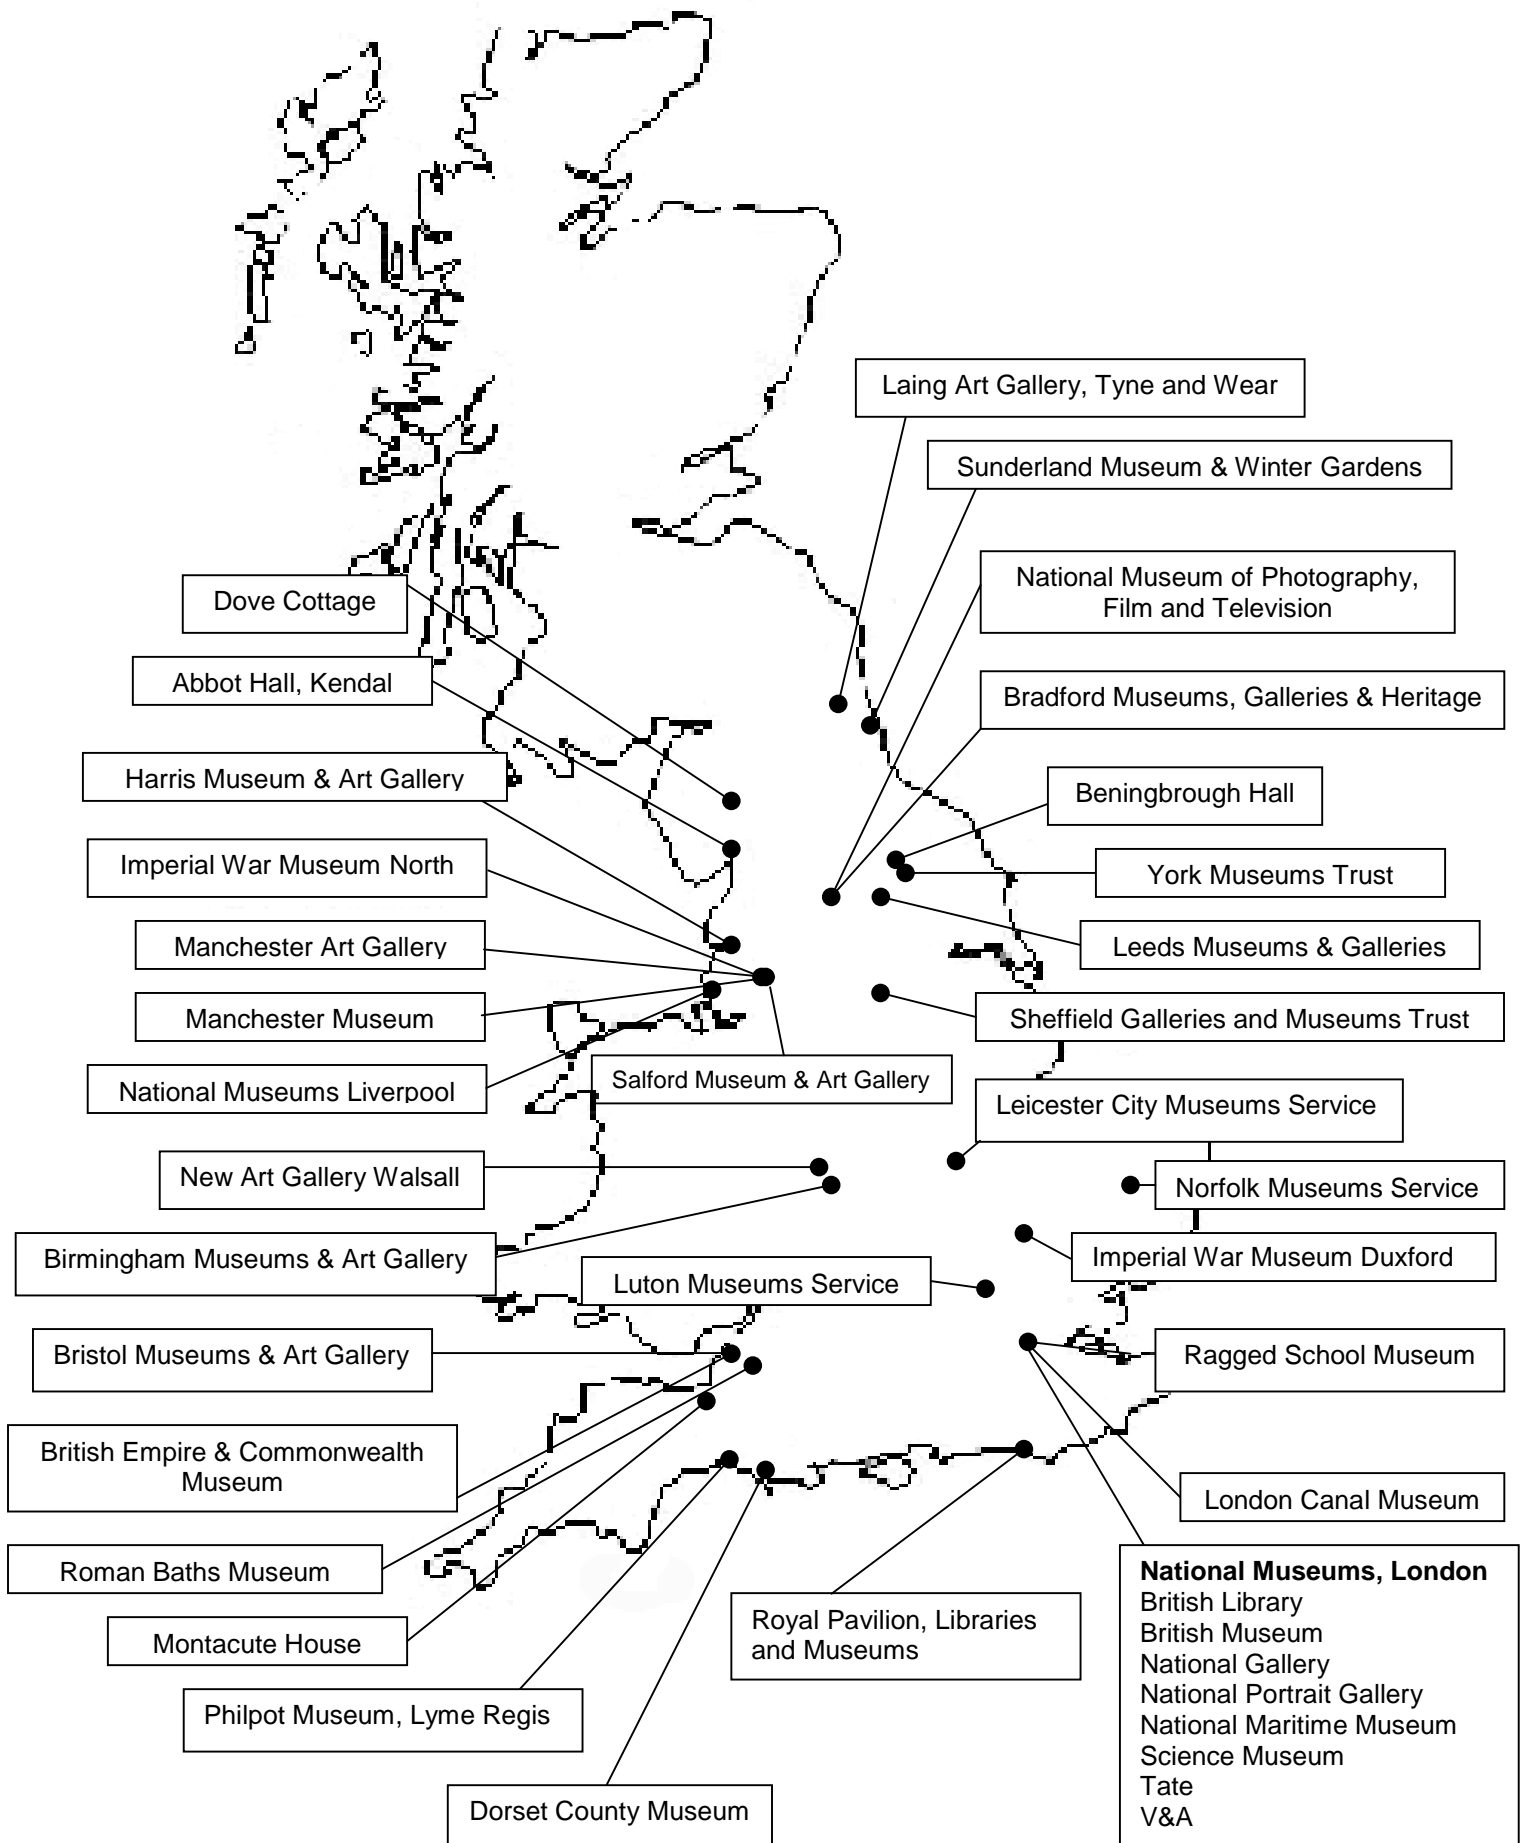 Laing Art Gallery, Tyne and Wear
Sunderland Museum & Winter Gardens
National Museum of Photography,
Film and Television
Dove Cottage
Abbot Hall, Kendal
Bradford Museums, Galleries & Heritage
Harris Museum & Art Gallery
Beningbrough Hall
Imperial War Museum North
York Museums Trust
Manchester Art Gallery
Leeds Museums & Galleries
Manchester Museum
Sheffield Galleries and Museums Trust
National Museums Liverpool
Salford Museum & Art Gallery
Leicester City Museums Service
New Art Gallery Walsall
Norfolk Museums Service
Birmingham Museums & Art Gallery
Imperial War Museum Duxford
Luton Museums Service
Bristol Museums & Art Gallery
Ragged School Museum
British Empire & Commonwealth
Museum
London Canal Museum
Roman Baths Museum
Montacute House
Royal Pavilion, Libraries
and Museums
Philpot Museum, Lyme Regis
Dorset County Museum
National Museums, London
British Library
British Museum
National Gallery
National Portrait Gallery
National Maritime Museum
Science Museum
Tate
V&A